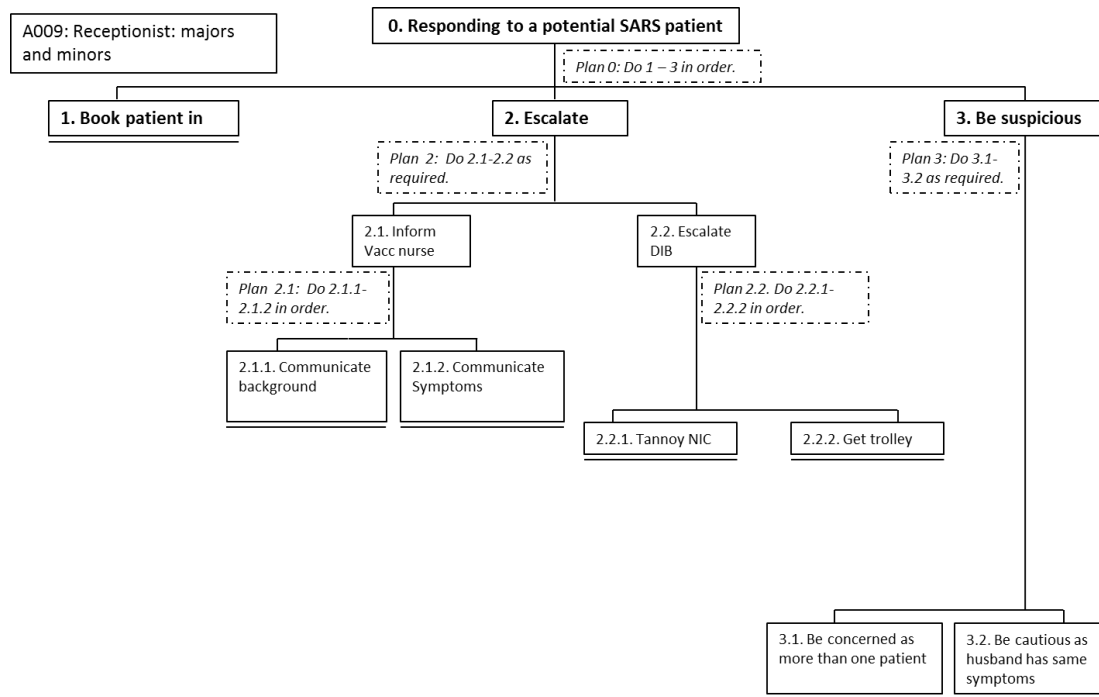 A009: Receptionist: majors
and minors
0. Responding to a potential SARS patient
Plan 0: Do 1 – 3 in order.
1. Book patient in
2. Escalate
3. Be suspicious
Plan 2: Do 2.1-2.2 as
required.
Plan 3: Do 3.1-
3.2 as required.
2.1. Inform
Vacc nurse
2.2. Escalate
DIB
Plan 2.1: Do 2.1.1-
2.1.2 in order.
Plan 2.2. Do 2.2.1-
2.2.2 in order.
2.1.1. Communicate
background
2.1.2. Communicate
Symptoms
2.2.1. Tannoy NIC
2.2.2. Get trolley
3.1. Be concerned as
more than one patient
3.2. Be cautious as
husband has same
symptoms